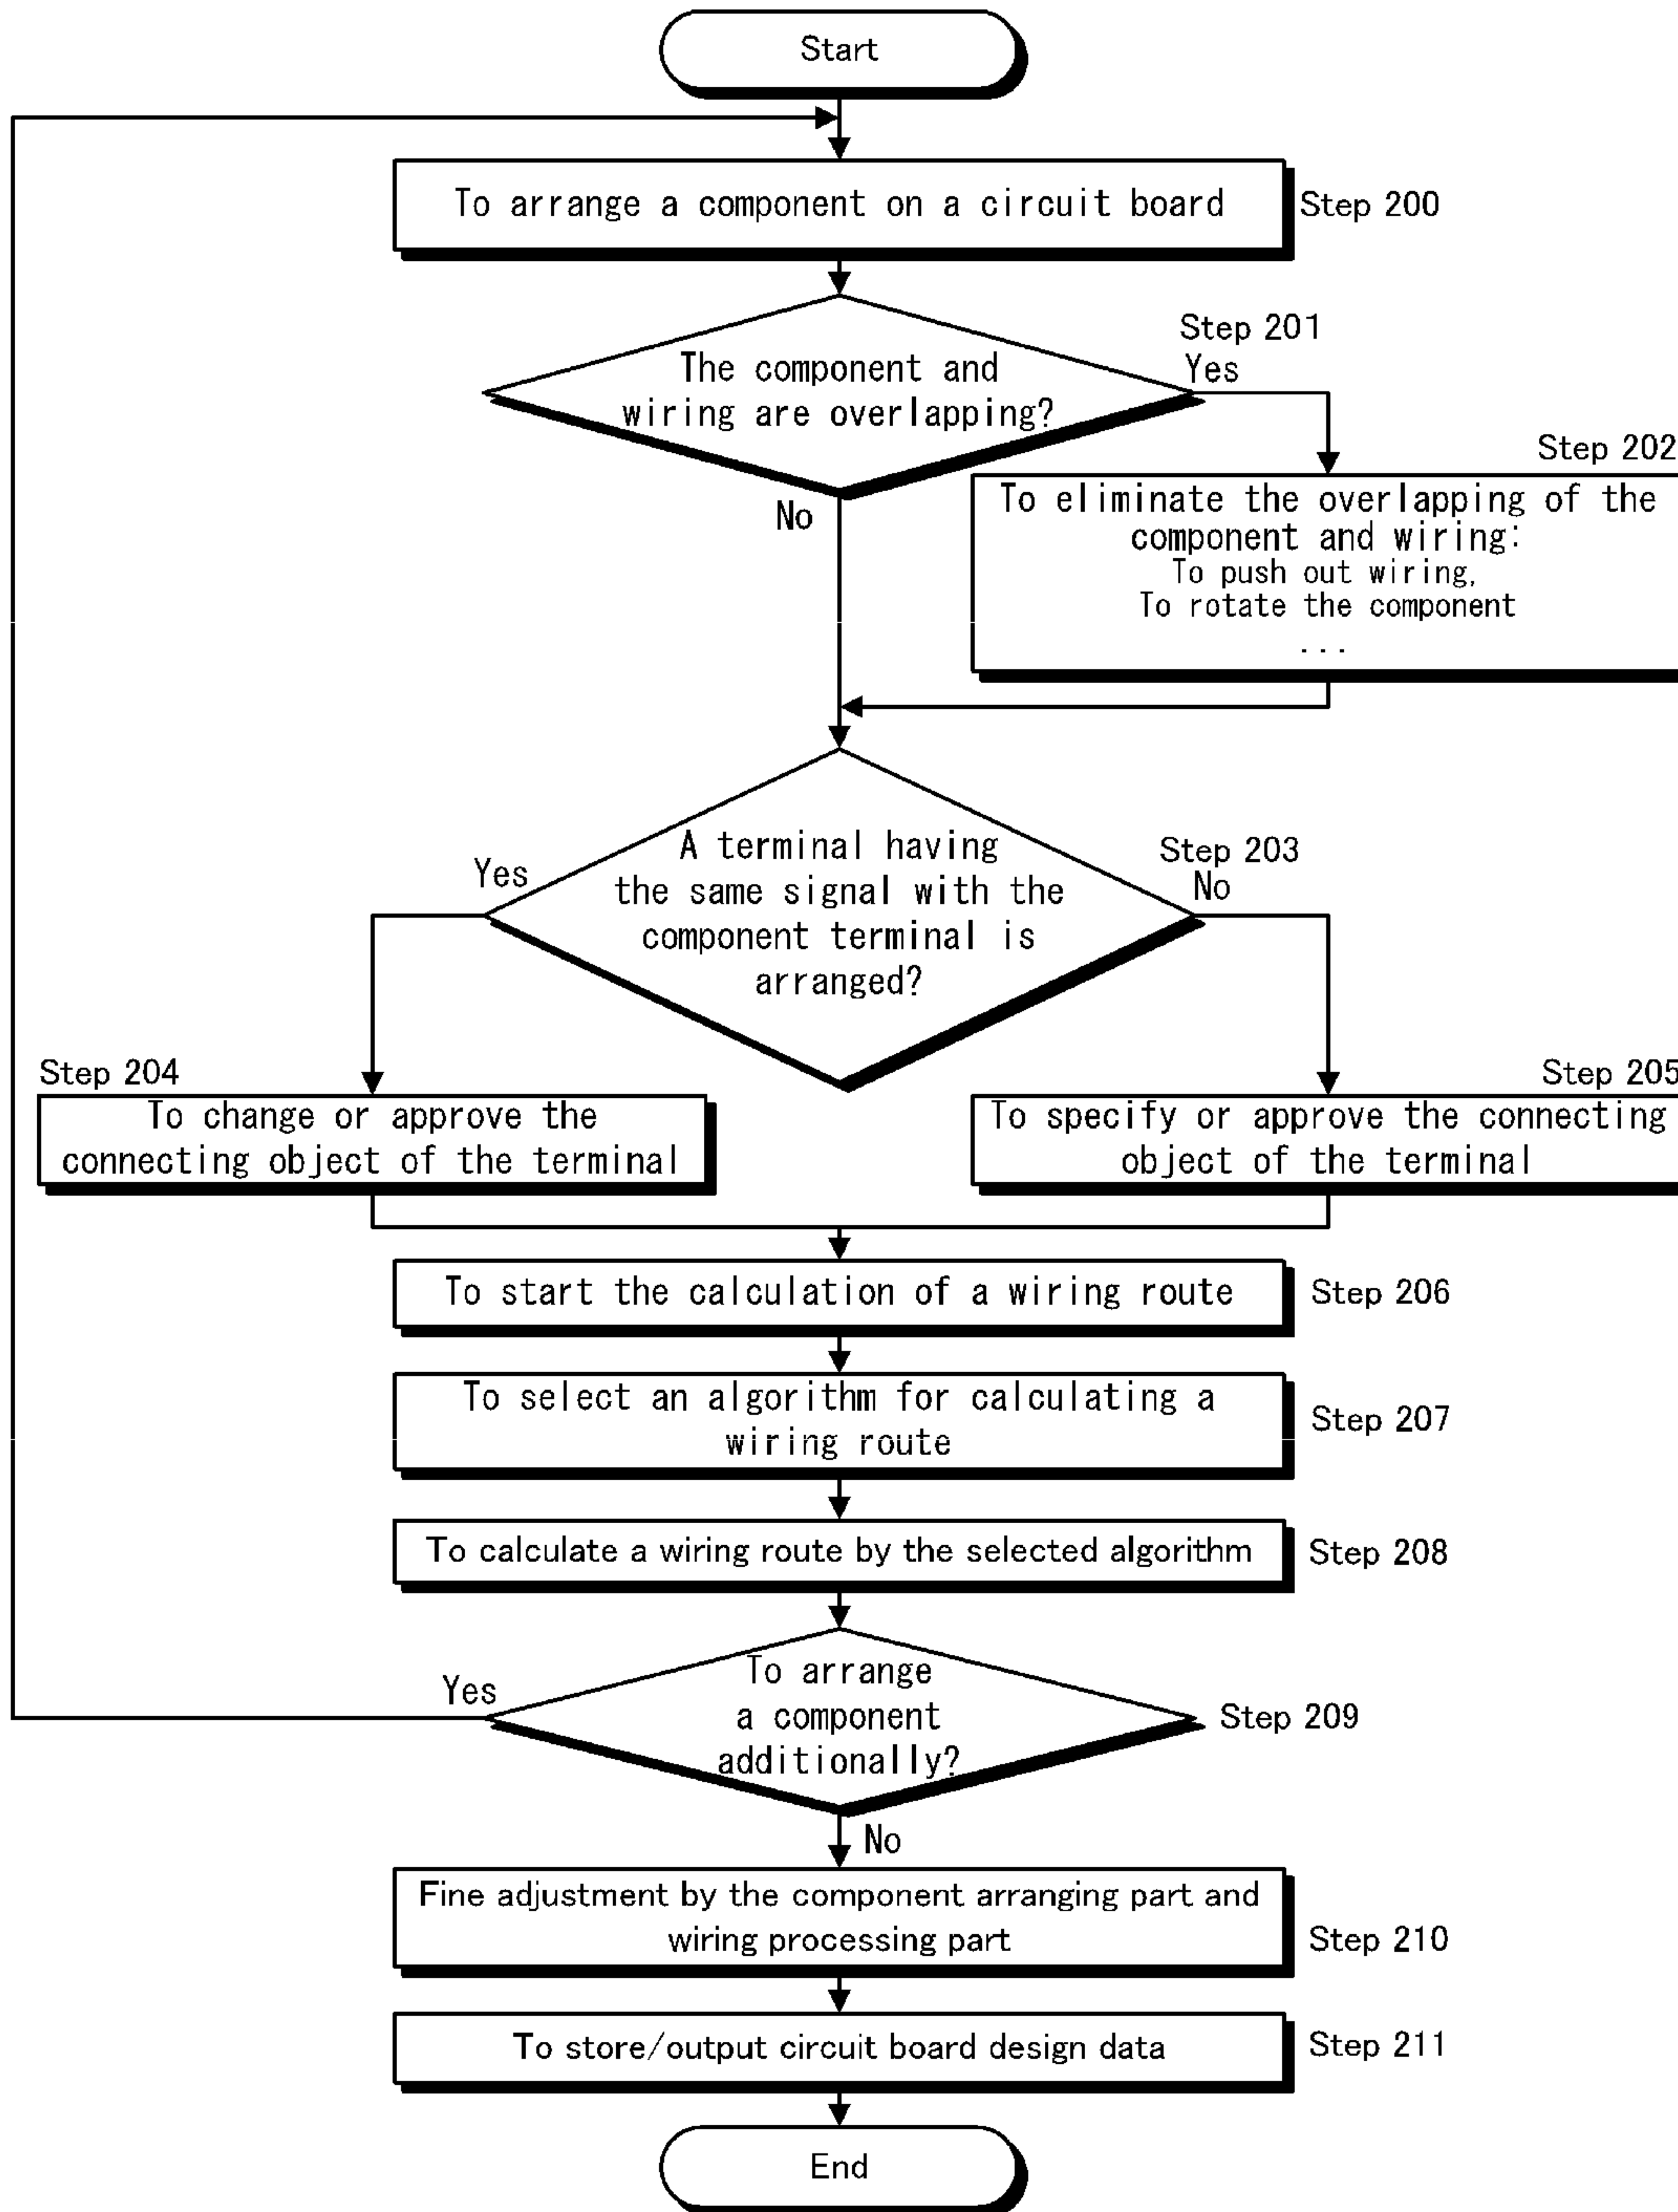 Start
To arrange a component on a circuit board
Step 200
Step 201
The component and
wiring are overlapping?
Yes
No
Step 202
To eliminate the overlapping of the
component and wiring:
To push out wiring,
To rotate the component
...
A terminal having
the same signal with the
component terminal is
arranged?
Step 203
Yes
No
Step 204
To change or approve the
connecting object of the terminal
Step 205
To specify or approve the connecting
object of the terminal
To start the calculation of a wiring route
Step 206
To select an algorithm for calculating a
wiring route
Step 207
To calculate a wiring route by the selected algorithm
Step 208
To arrange
a component
additionally?
Yes
Step 209
No
Fine adjustment by the component arranging part and
wiring processing part
Step 210
To store/output circuit board design data
Step 211
End